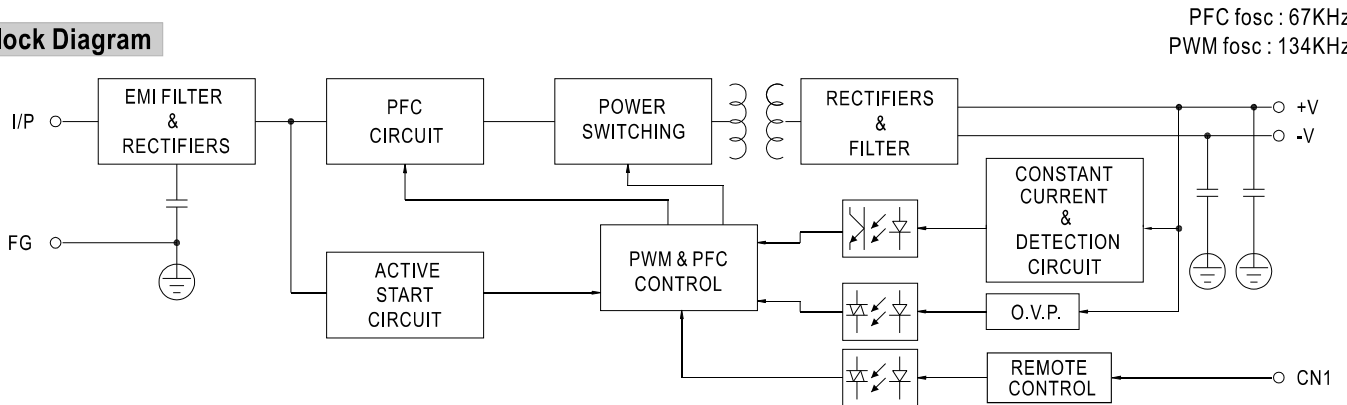 lock Diagram
PFC fosc : 67KHz
PWM fosc : 134KHz
I/P
EMI FILTER
&
RECTIFIERS
PFC
CIRCUIT
POWER
SWITCHING
RECTIFIERS
&
FILTER
+V
-V
FG
ACTIVE
START
CIRCUIT
PWM & PFC
CONTROL
CONSTANT
CURRENT
&
DETECTION
CIRCUIT
O.V.P.
REMOTE
CONTROL
CN1